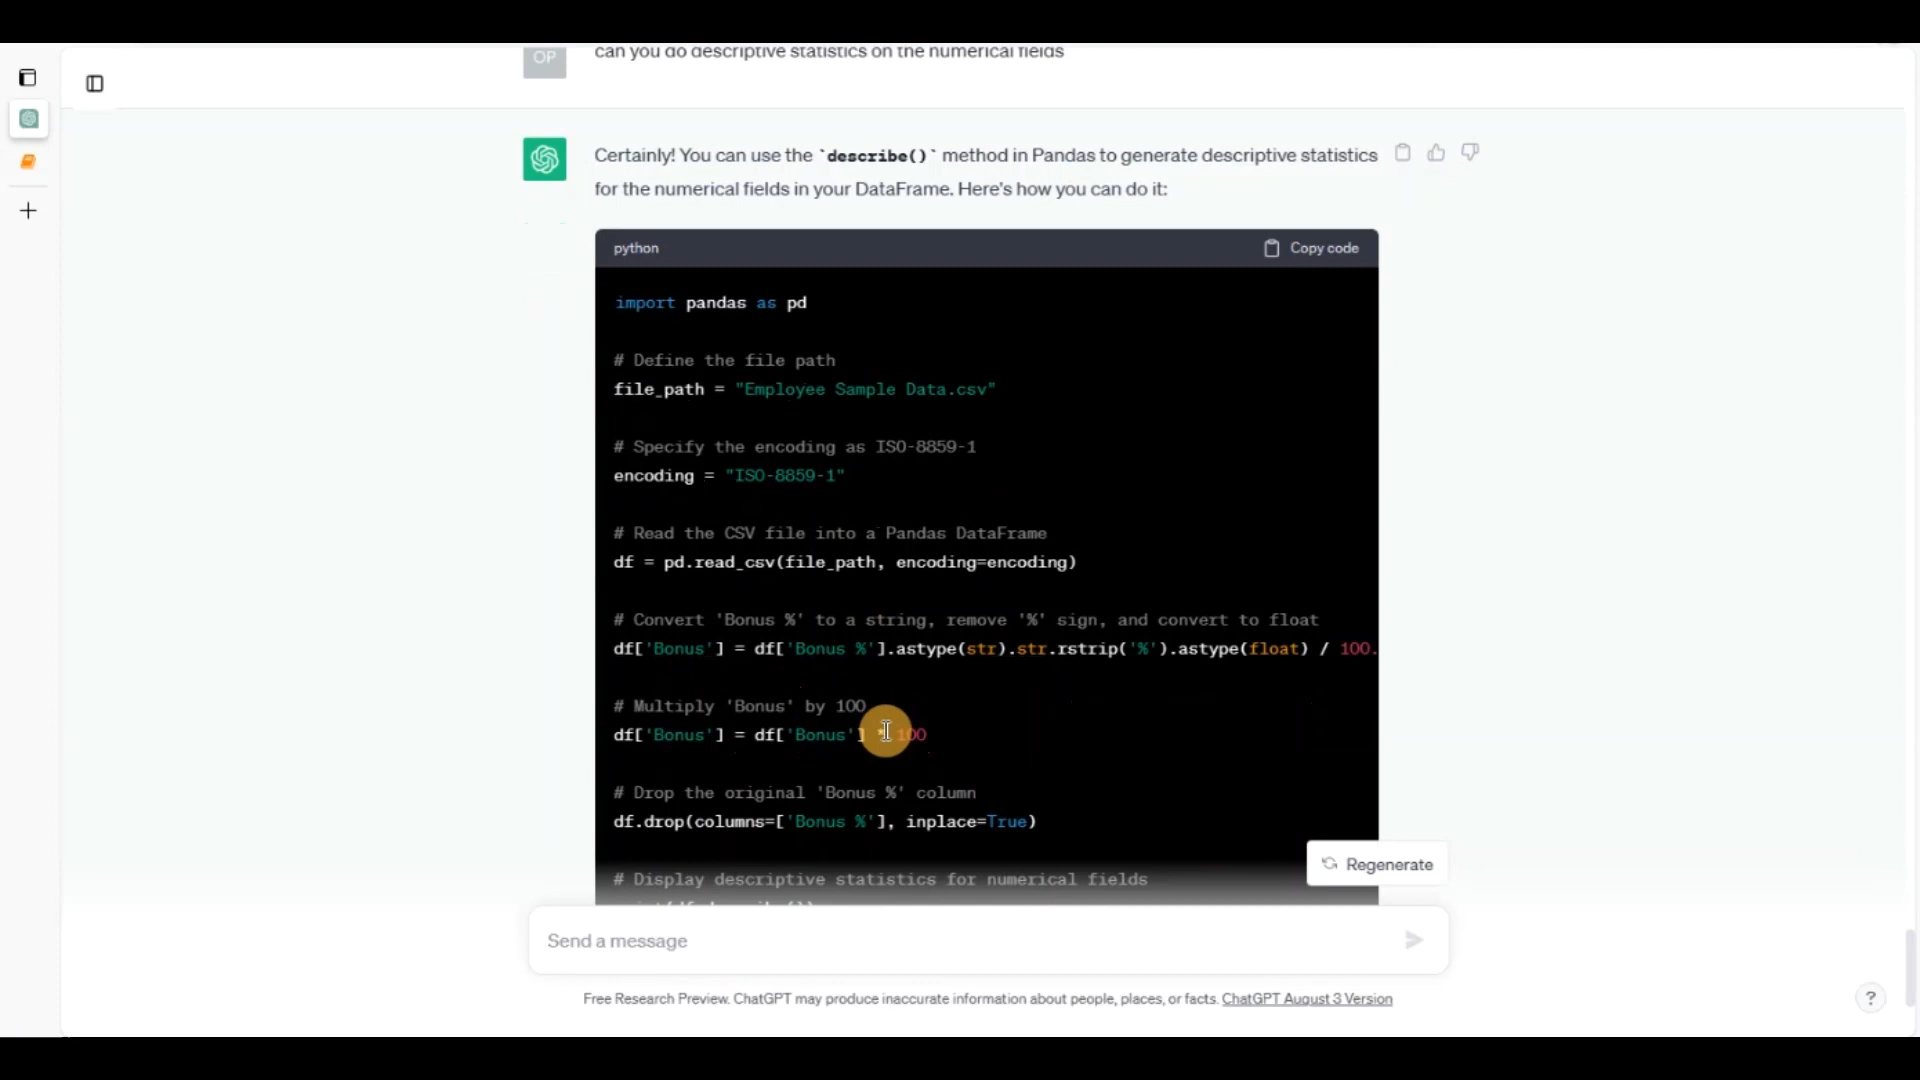 OP
can you do descriptive statistics on the numerical fields
Certainly! You can use the `describe()` method in Pandas to generate descriptive statistics
for the numerical fields in your DataFrame. Here's how you can do it:
python
Copy code
import pandas as pd
# Define the file path
file_path = "Employee Sample Data.csv"
# Specify the encoding as ISO-8859-1
encoding = "ISO-8859-1"
# Read the CSV file into a Pandas DataFrame
df = pd.read_csv(file_path, encoding=encoding)
# Convert 'Bonus %' to a string, remove '%' sign, and convert to float
df['Bonus'] = df['Bonus %'].astype(str).str.rstrip('%').astype(float) / 100.
# Multiply 'Bonus' by 100
df['Bonus'] = df['Bonus'] * 100
# Drop the original 'Bonus %' column
df.drop(columns=['Bonus %'], inplace=True)
Regenerate
# Display descriptive statistics for numerical fields
Send a message
Free Research Preview. ChatGPT may produce inaccurate information about people, places, or facts. ChatGPT August 3 Version
?